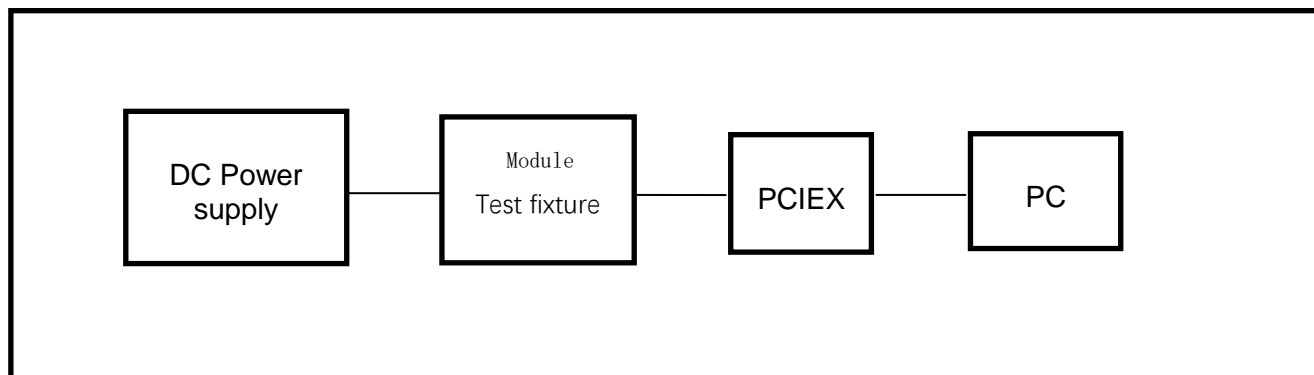 DC Power
supply
Module
Test fixture
PCIEX
PC